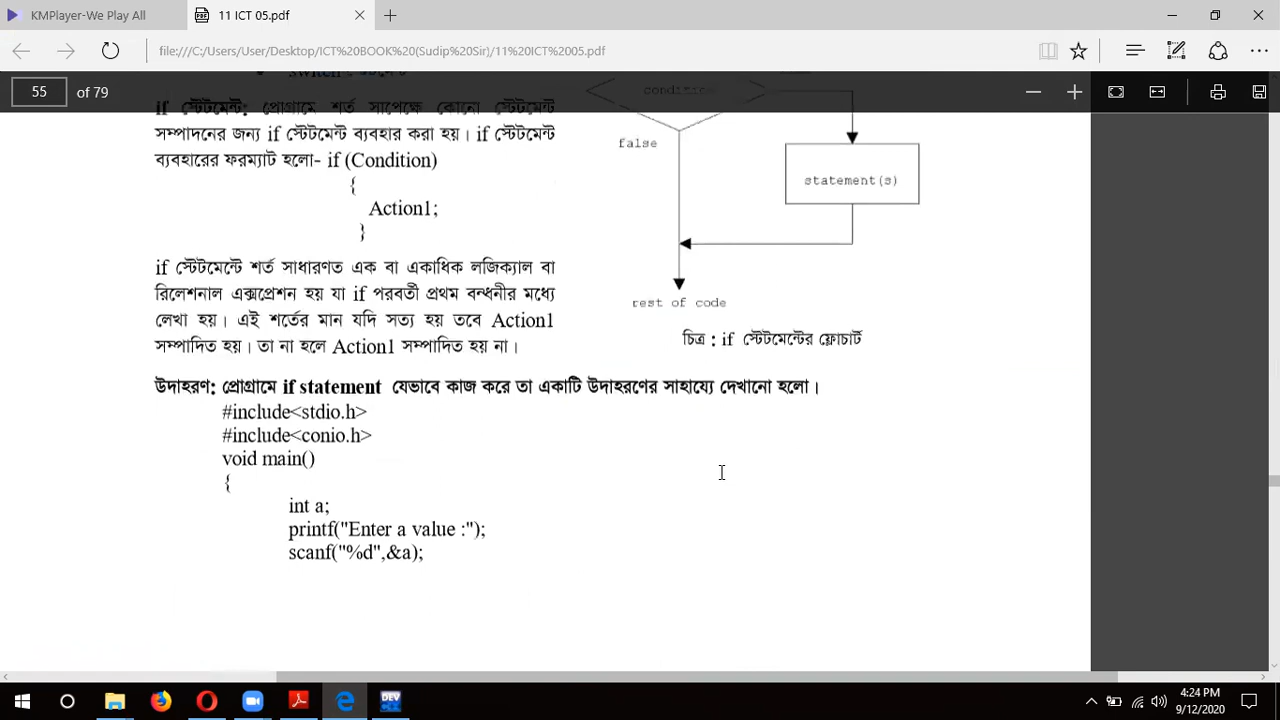 KMPlayer-We Play All
11 ICT 05.pdf
file:///C:/Users/User/Desktop/ICT%20BOOK%20(Sudip%20Sir)/11%20ICT%2005.pdf
55 of 79
if স্টেটমেন্ট: প্রোগ্রামে শর্ত সাপেক্ষে কোনো স্টেটমেন্ট
সম্পাদনের জন্য if স্টেটমেন্ট ব্যবহার করা হয়। if স্টেটমেন্ট
ব্যবহারের ফরম্যাট হলো- if (Condition)
{
Action1;
}
if স্টেটমেন্টে শর্ত সাধারণত এক বা একাধিক লজিক্যাল বা
রিলেশনাল এক্সপ্রেশন হয় যা if পরবর্তী প্রথম বন্ধনীর মধ্যে
লেখা হয়। এই শর্তের মান যদি সত্য হয় তবে Action1
সম্পাদিত হয়। তা না হলে Action1 সম্পাদিত হয় না।
condition
false
statement(s)
rest of code
চিত্র : if স্টেটমেন্টের ফ্লোচার্ট
উদাহরণ: প্রোগ্রামে if statement যেভাবে কাজ করে তা একটি উদাহরণের সাহায্যে দেখানো হলো।
#include<stdio.h>
#include<conio.h>
void main()
{
int a;
printf("Enter a value :");
scanf("%d",&a);
DEV
4:24 PM
9/12/2020